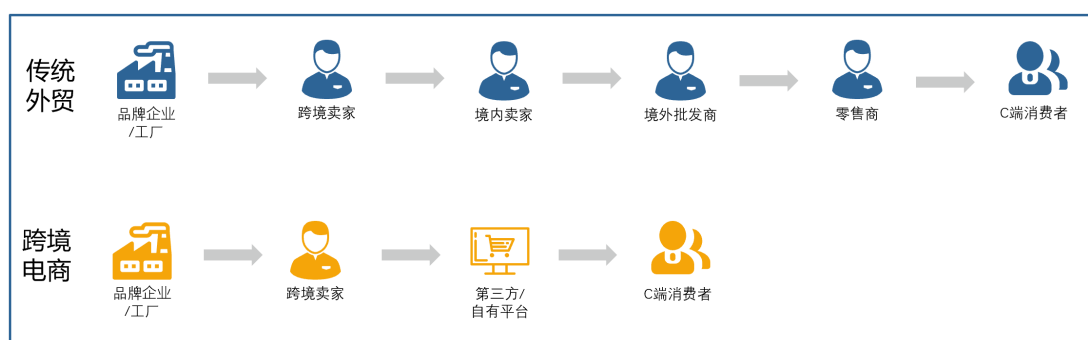 传统
外贸
品牌企业
/工厂
跨境卖家
境内卖家
境外批发商
零售商
C端消费者
跨境
电商
品牌企业
/工厂
跨境卖家
第三方/
自有平台
C端消费者